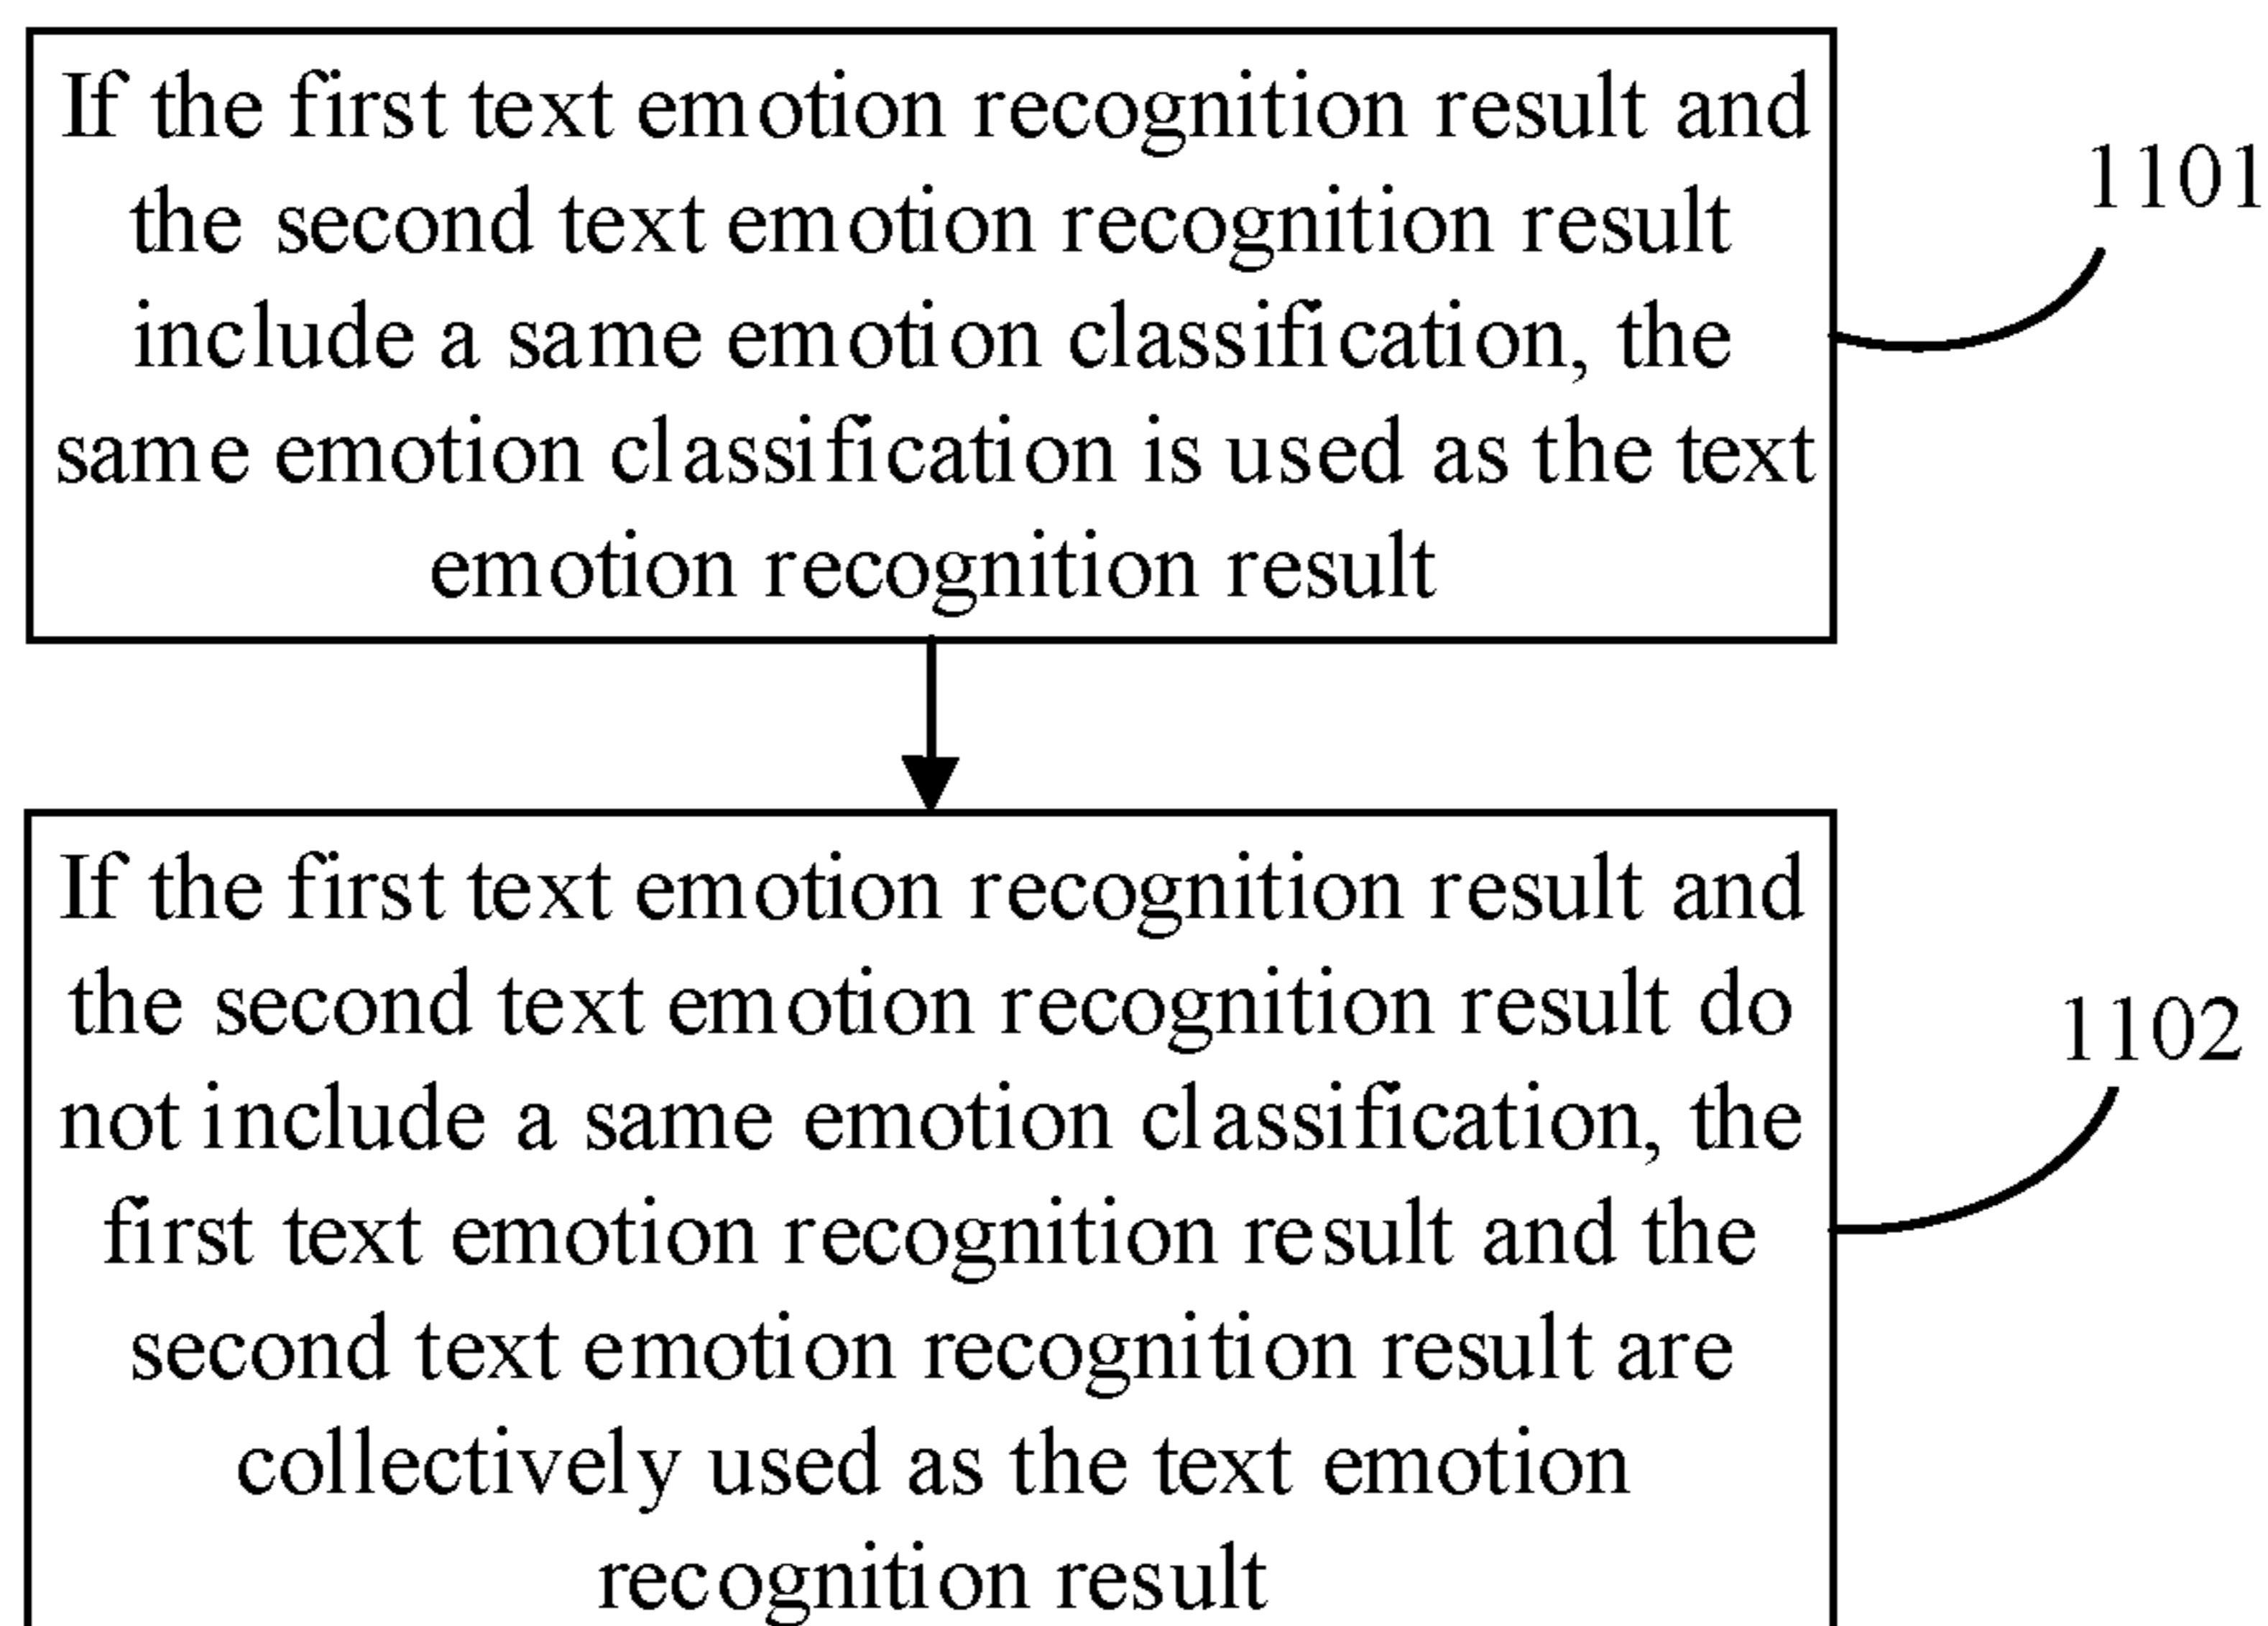 If the first text emotion recognition result and
the second text emotion recognition result
include a same emotion classification, the
same emotion classification is used as the text
emotion recognition result
1101
If the first text emotion recognition result and
the second text emotion recognition result do
not include a same emotion classification, the
first text emotion recognition result and the
second text emotion recognition result are
collectively used as the text emotion
recognition result
1102